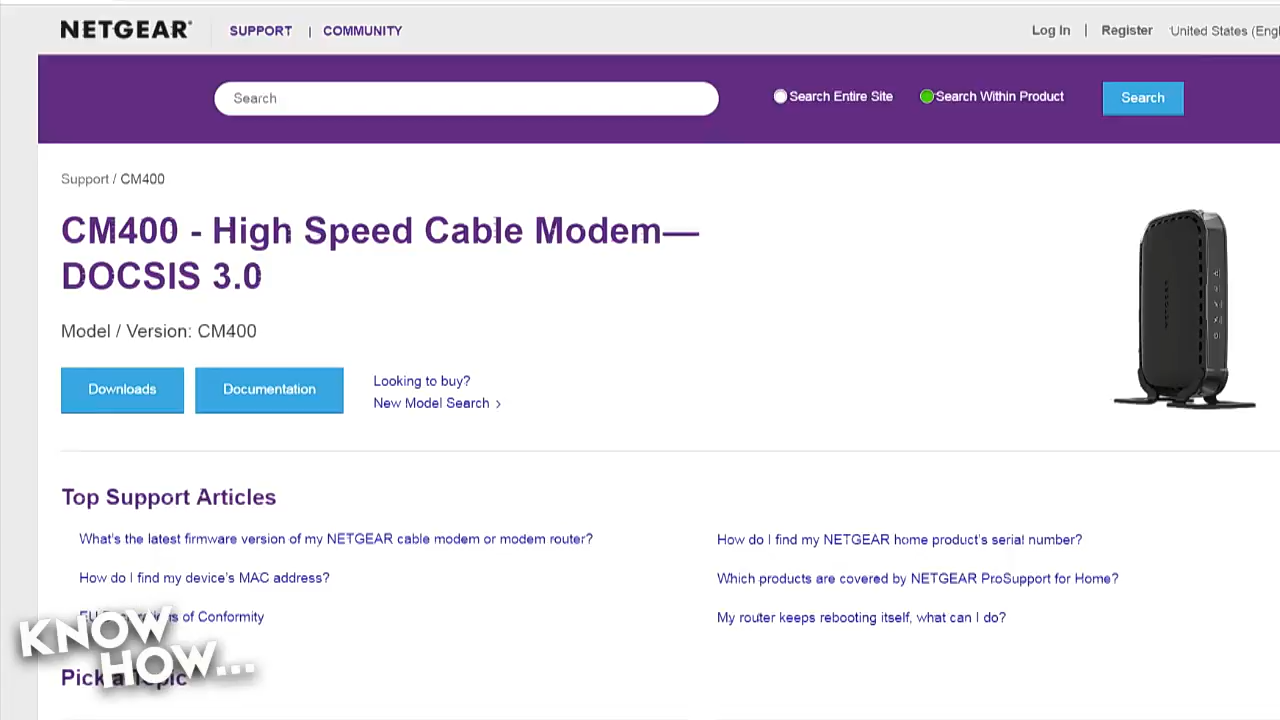 NETGEAR
SUPPORT | COMMUNITY
Log In | Register United States (Engl
Search
Search Entire Site
Search Within Product
Search
Support / CM400
CM400 - High Speed Cable Modem—
DOCSIS 3.0
Model / Version: CM400
Downloads
Documentation
Looking to buy?
New Model Search >
NETGEAR
Top Support Articles
What's the latest firmware version of my NETGEAR cable modem or modem router?
How do I find my NETGEAR home product's serial number?
How do I find my device's MAC address?
Which products are covered by NETGEAR ProSupport for Home?
EU of Conformity
My router keeps rebooting itself, what can I do?
KNOW
HOW...
Pick a Topic